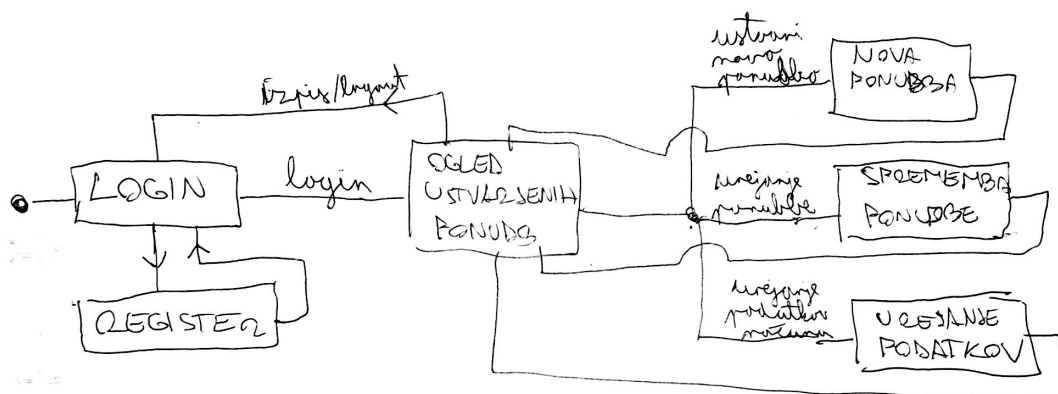 ustvari
novo
ponudbo
NOVA
PONUDBA
izpis/logout
LOGIN
login
OGLED
USTVARJENIH
PONUDB
urejanje
ponudbe
SPREMEMBA
PONUDBE
REGISTER
urejanje
podatkov
računa
UREJANJE
PODATKOV